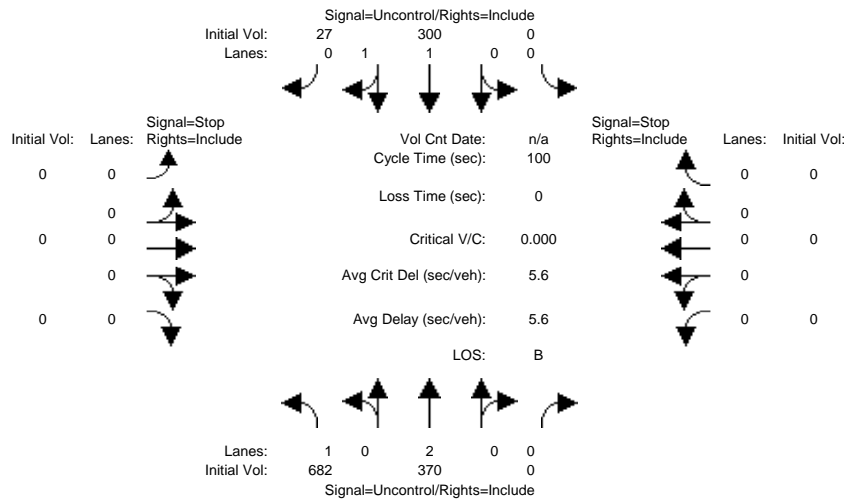 Signal=Uncontrol/Rights=Include
Initial Vol: 27 300 0
Lanes: 0 1 1 0 0
Signal=Stop
Initial Vol: Lanes: Rights=Include
Vol Cnt Date: n/a
Signal=Stop
Rights=Include Lanes: Initial Vol:
Cycle Time (sec): 100
0 0
0 0
Loss Time (sec): 0
0
0
0 0
Critical V/C: 0.000
0 0
0
Avg Crit Del (sec/veh): 5.6
0
0 0
Avg Delay (sec/veh): 5.6
0 0
LOS: B
Lanes: 1 0 2 0 0
Initial Vol: 682 370 0
Signal=Uncontrol/Rights=Include